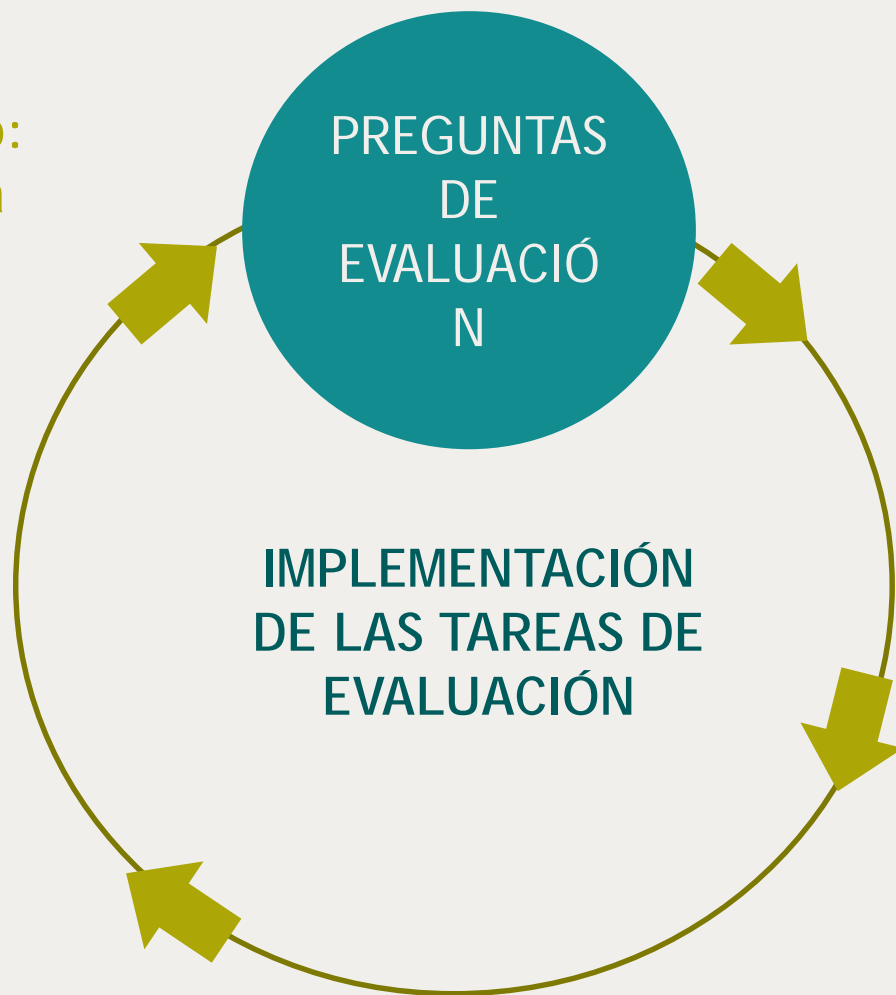 PREGUNTAS
DE
EVALUACIÓ
N
IMPLEMENTACIÓN
DE LAS TAREAS DE
EVALUACIÓN